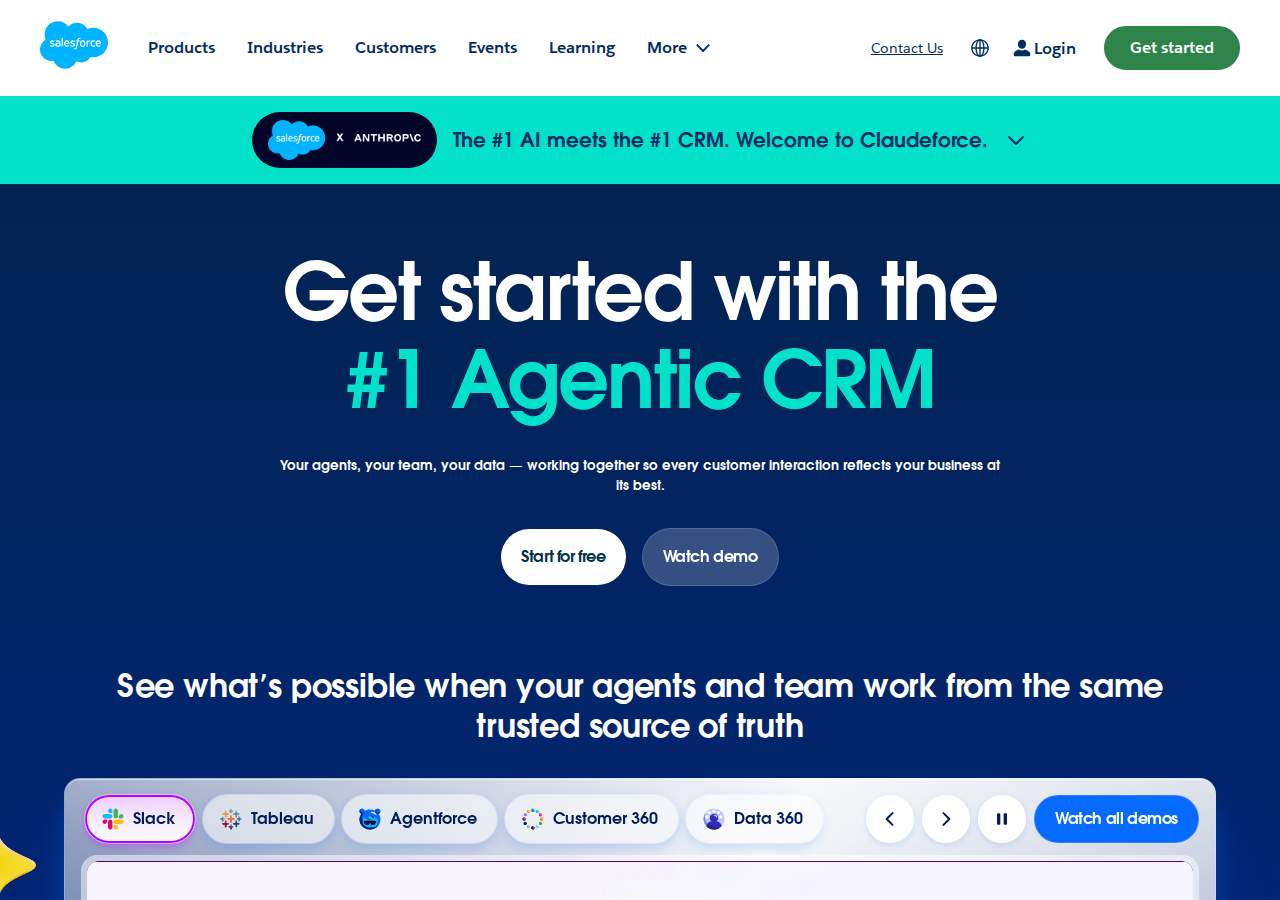 salesforce
Products
Industries
Customers
Events
Learning
More
Contact Us
Login
Get started
salesforce X ANTHROP\C
The #1 AI meets the #1 CRM. Welcome to Claudeforce.
Get started with the
#1 Agentic CRM
Your agents, your team, your data — working together so every customer interaction reflects your business at
its best.
Start for free
Watch demo
See what’s possible when your agents and team work from the same
trusted source of truth
Slack
Tableau
Agentforce
Customer 360
Data 360
Watch all demos